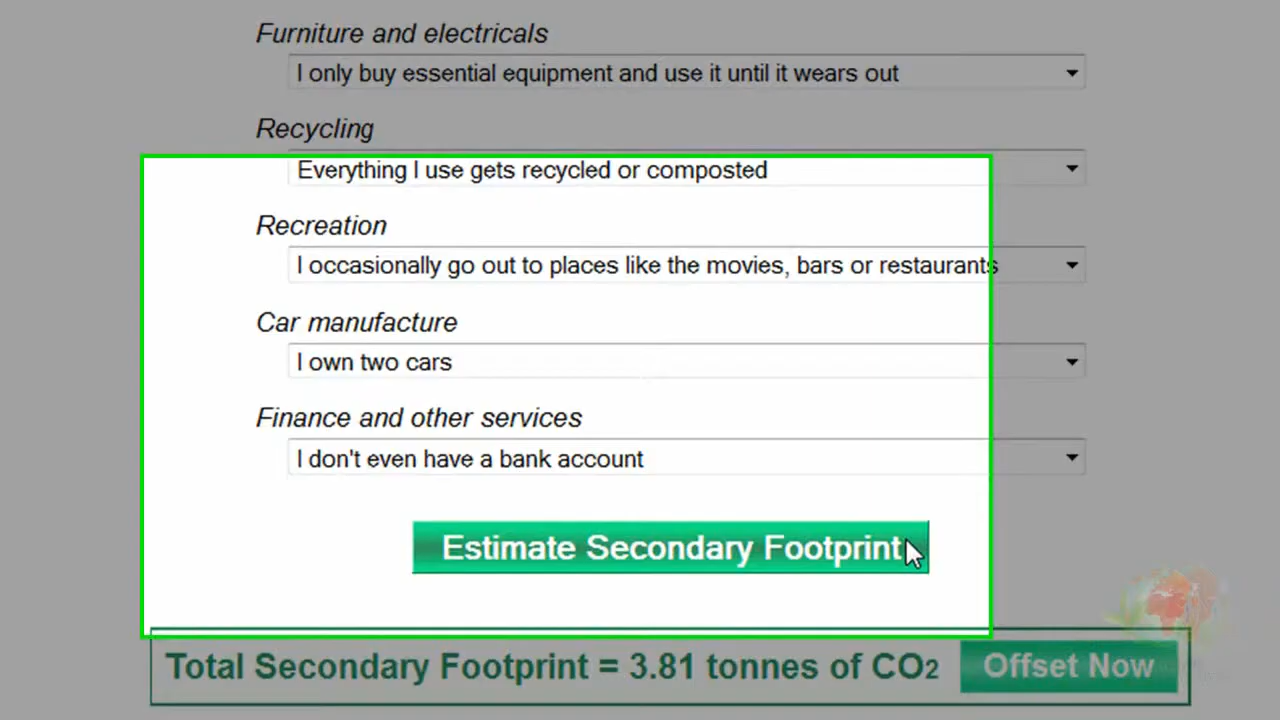 Furniture and electricals
I only buy essential equipment and use it until it wears out
Recycling
Everything I use gets recycled or composted
Recreation
I occasionally go out to places like the movies, bars or restaurants
Car manufacture
I own two cars
Finance and other services
I don't even have a bank account
Estimate Secondary Footprint
Total Secondary Footprint = 3.81 tonnes of CO2
Offset Now